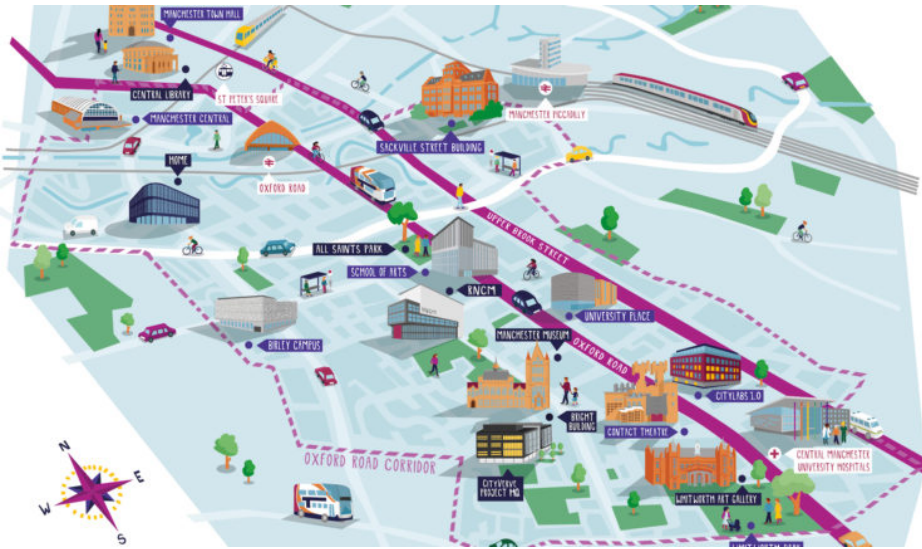 MANCHESTER TOWN HALL
CENTRAL LIBRARY
ST PETER'S SQUARE
MANCHESTER CENTRAL
MANCHESTER PICCADILLY
SACKVILLE STREET BUILDING
HOME
OXFORD ROAD
UPPER BROOK STREET
ALL SAINTS PARK
SCHOOL OF ARTS
RNCM
UNIVERSITY PLACE
MANCHESTER MUSEUM
BIRLEY CAMPUS
OXFORD ROAD
CITYLABS 1.0
BRIGHT
BUILDING
CONTACT THEATRE
OXFORD ROAD CORRIDOR
CENTRAL MANCHESTER
UNIVERSITY HOSPITALS
CITYVERVE
PROJECT HQ
WHITWORTH ART GALLERY
WHITWORTH PARK
N
E
W
S